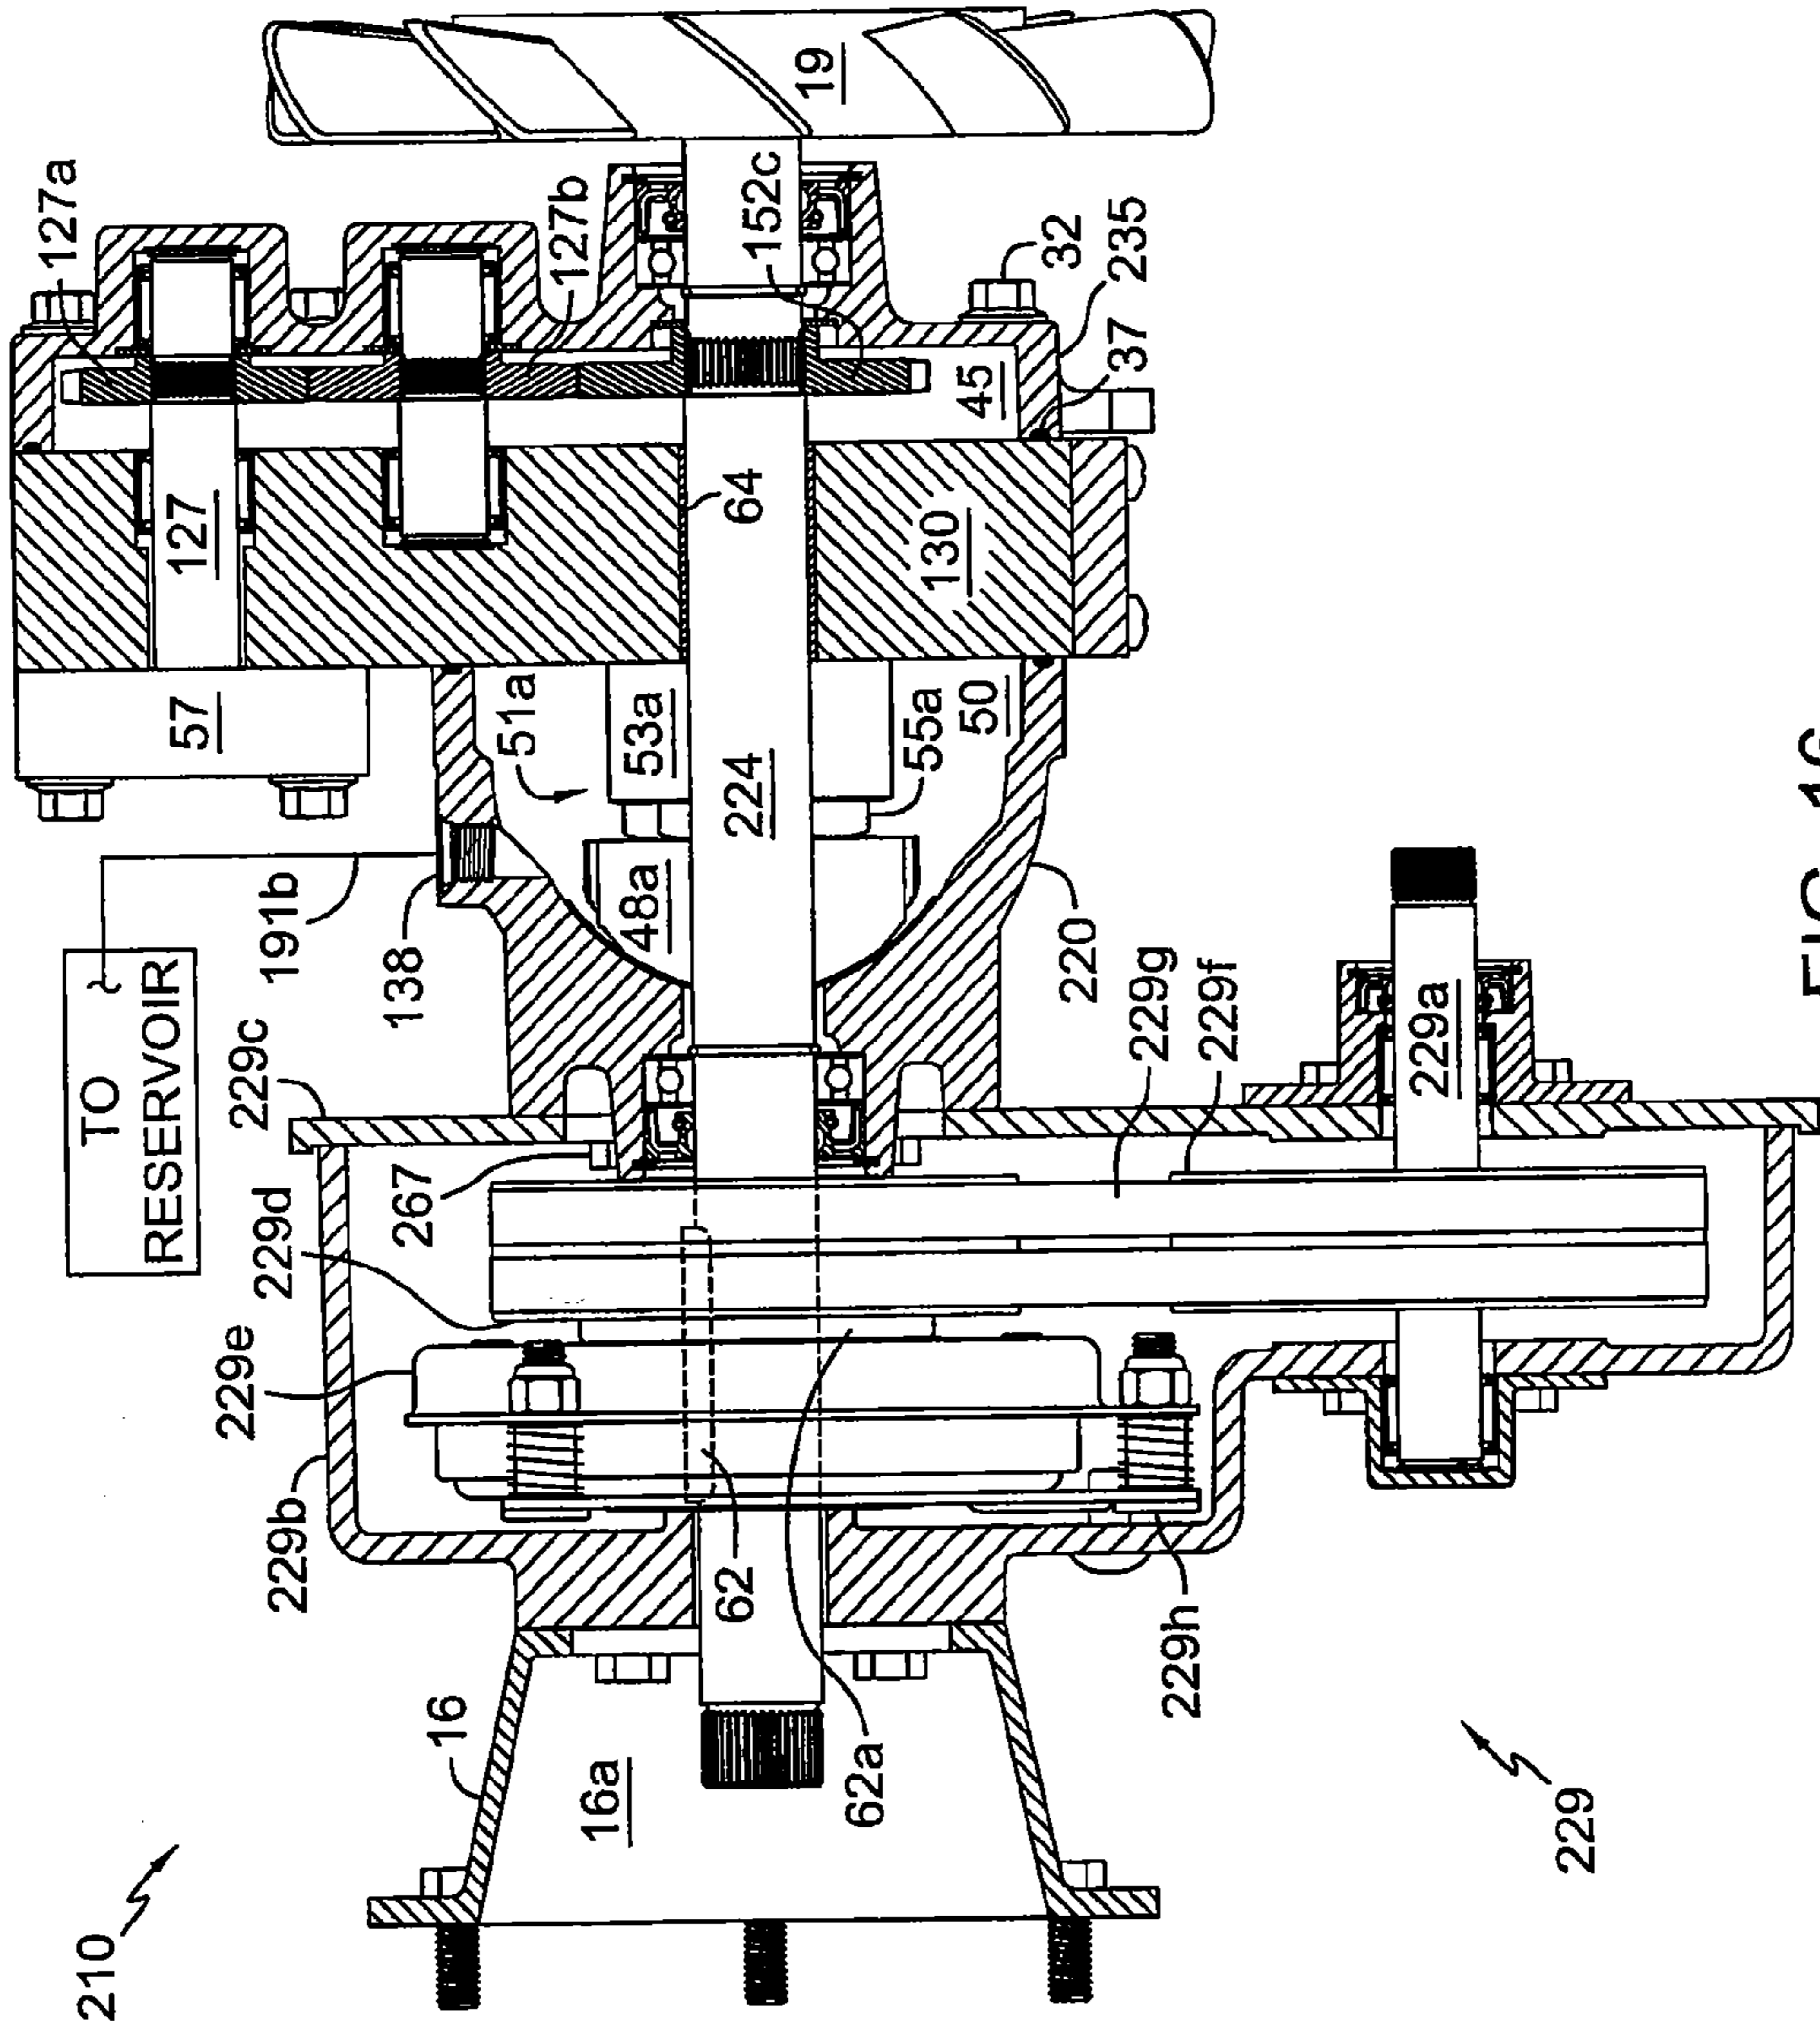 210
16
16a
229b
229e
229d
229c
TO
RESERVOIR
191b
138
267
57
51a
53a
48a
55a
50
224
220
64
127
130
127a
127b
152c
19
32
235
37
45
62
62a
229h
229g
229f
229a
229
FIG. 16